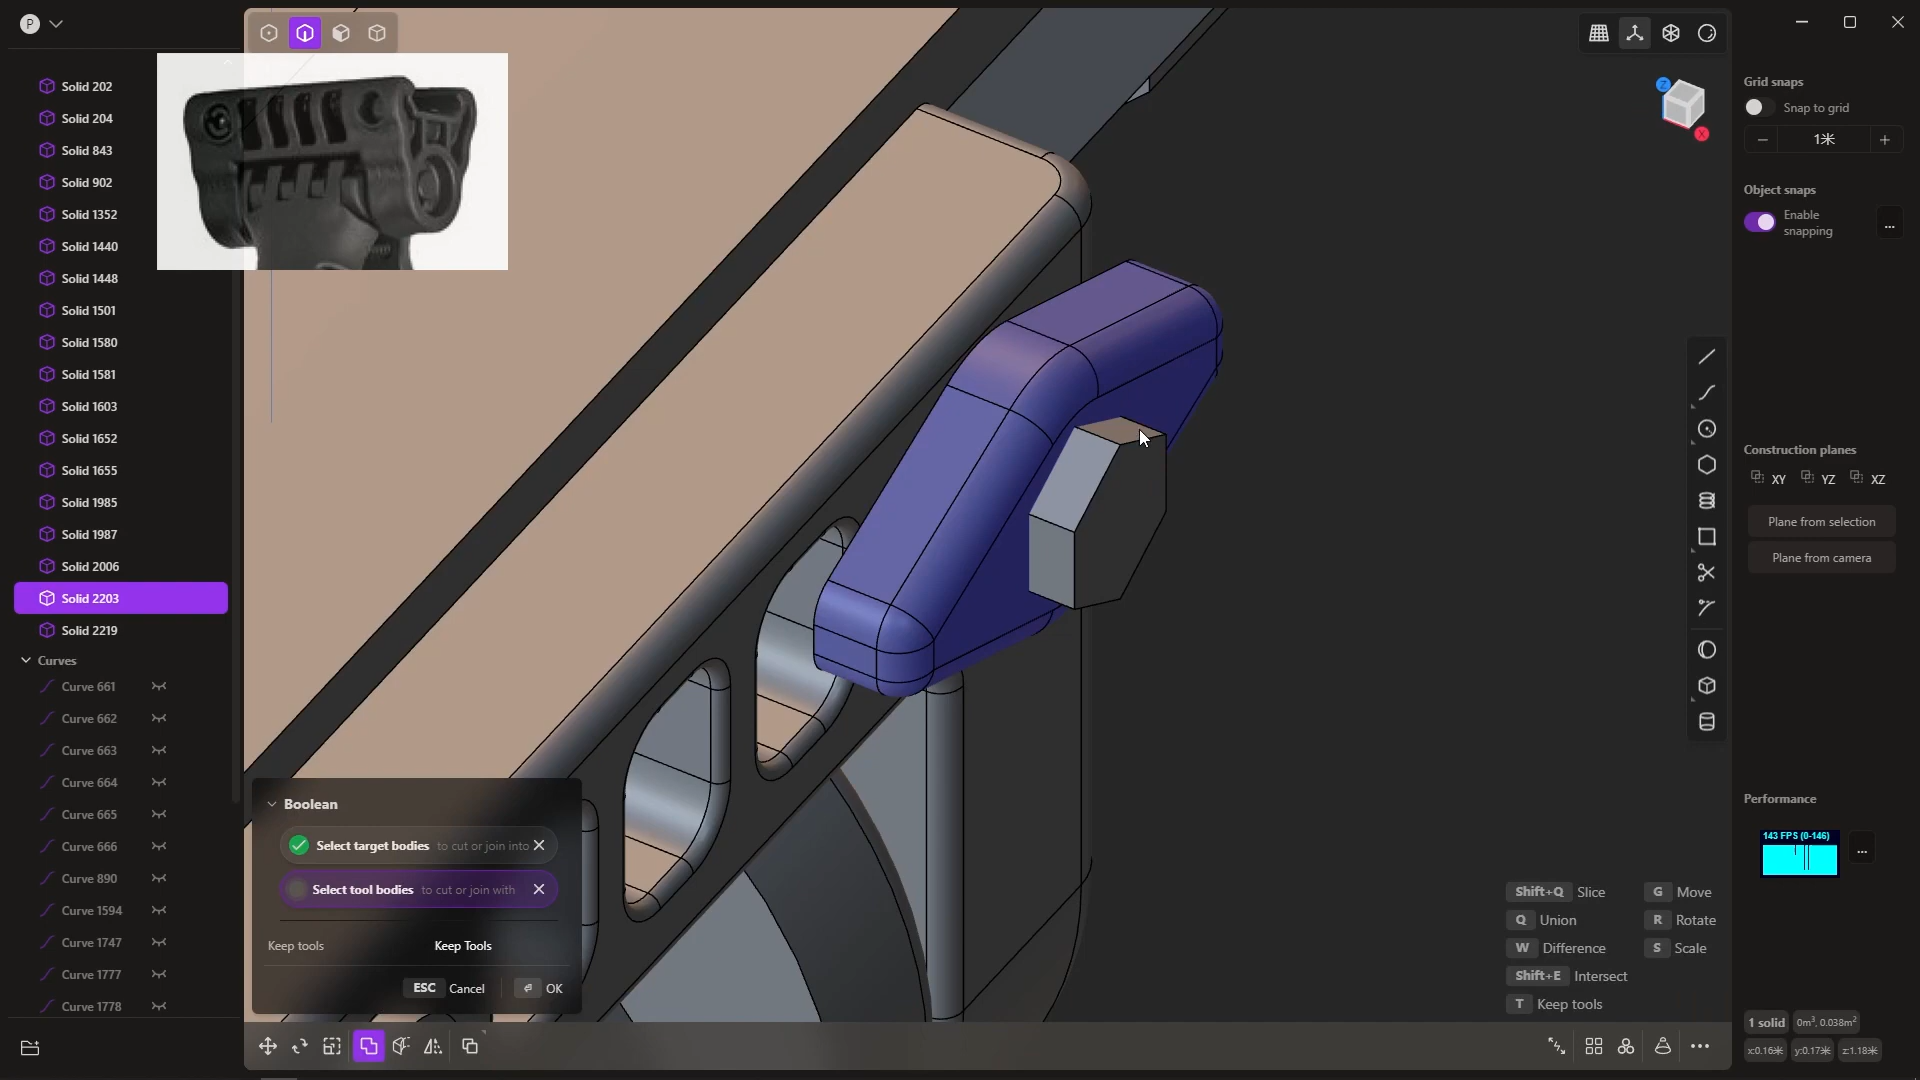 P
Solid 202
Solid 204
Solid 843
Solid 902
Solid 1352
Solid 1440
Solid 1448
Solid 1501
Solid 1580
Solid 1581
Solid 1603
Solid 1652
Solid 1655
Solid 1985
Solid 1987
Solid 2006
Solid 2203
Solid 2219
Curves
Curve 661
Curve 662
Curve 663
Curve 664
Curve 665
Curve 666
Curve 890
Curve 1594
Curve 1747
Curve 1777
Curve 1778
Boolean
Select target bodies to cut or join into
Select tool bodies to cut or join with
Keep tools Keep Tools
ESC Cancel OK
Z
X
Shift+Q Slice G Move
Q Union R Rotate
W Difference S Scale
Shift+E Intersect
T Keep tools
Grid snaps
Snap to grid
1米
Object snaps
Enable snapping
...
Construction planes
XY YZ XZ
Plane from selection
Plane from camera
Performance
143 FPS (0-146)
...
1 solid 0m³, 0.038m²
x:0.16米 y:0.17米 z:1.18米